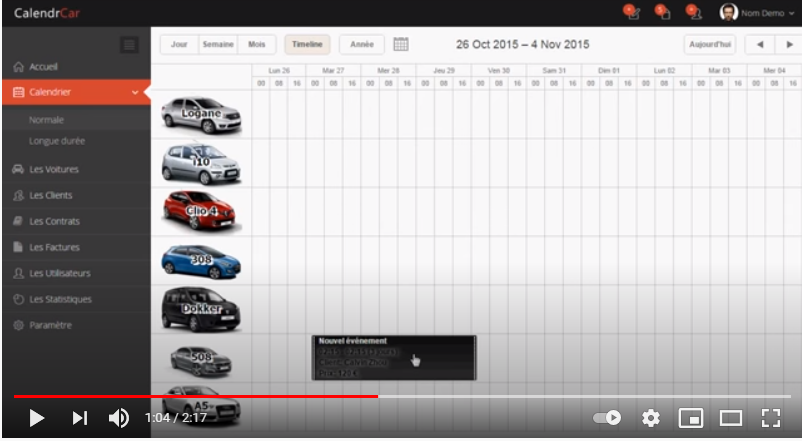 CalendrCar
Nom Demo
Jour Semaine Mois Timeline Année 26 Oct 2015 – 4 Nov 2015 Aujourd'hui
Accueil
Calendrier
Normale
Longue durée
Les Voitures
Les Clients
Les Contrats
Les Factures
Les Utilisateurs
Les Statistiques
Paramètre
Lun 26 Mar 27 Mer 28 Jeu 29 Ven 30 Sam 31 Dim 01 Lun 02 Mar 03 Mer 04
00 08 16 00 08 16 00 08 16 00 08 16 00 08 16 00 08 16 00 08 16 00 08 16 00 08 16 00 08 16
Logane
i10
Clio 4
308
Dokker
508
A5
Nouvel évènement
1:04 / 2:17